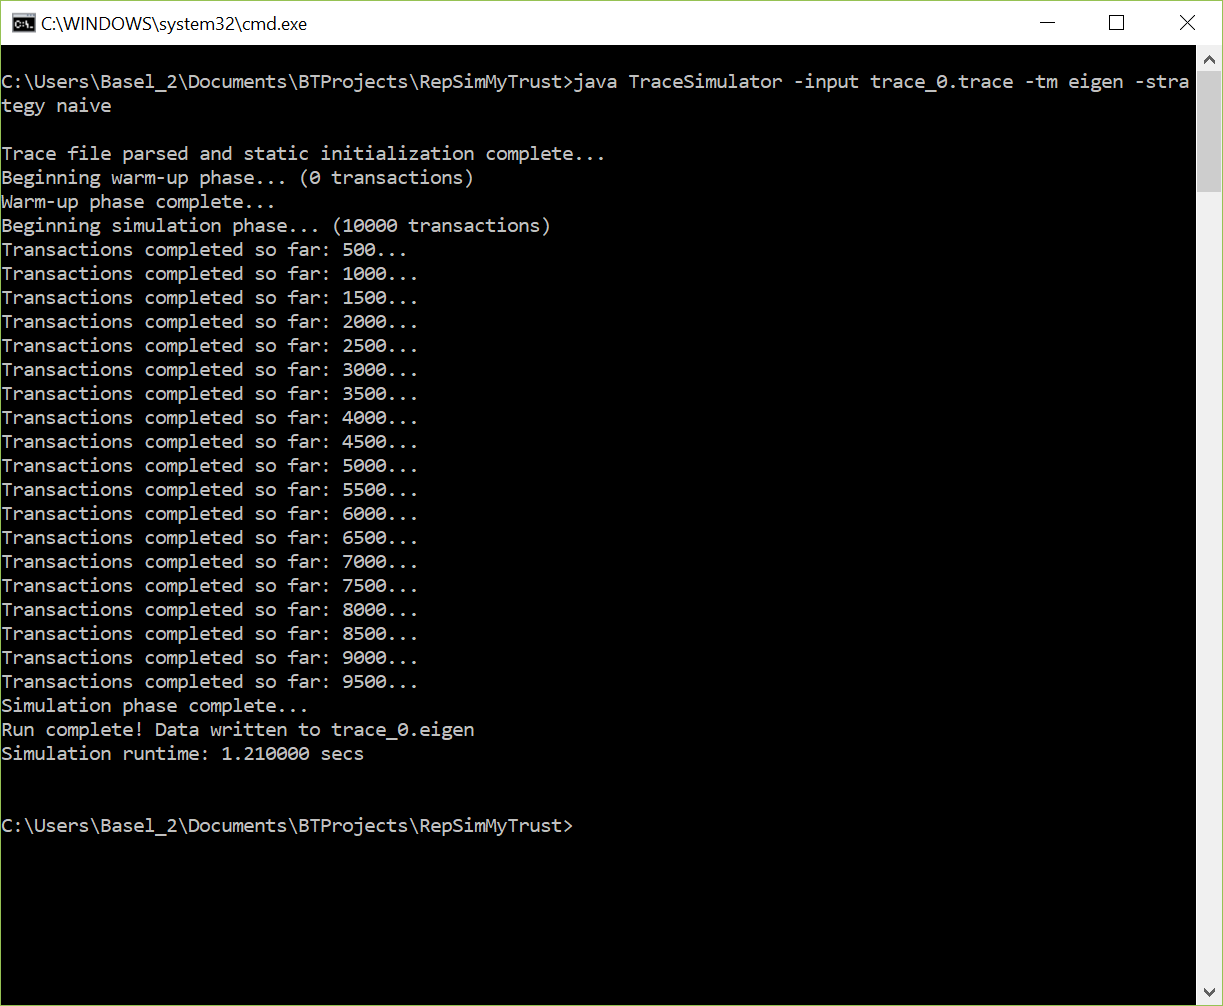 C:\WINDOWS\system32\cmd.exe
C:\Users\Basel_2\Documents\BTProjects\RepSimMyTrust>java TraceSimulator -input trace_0.trace -tm eigen -stra
tegy naive
Trace file parsed and static initialization complete...
Beginning warm-up phase... (0 transactions)
Warm-up phase complete...
Beginning simulation phase... (10000 transactions)
Transactions completed so far: 500...
Transactions completed so far: 1000...
Transactions completed so far: 1500...
Transactions completed so far: 2000...
Transactions completed so far: 2500...
Transactions completed so far: 3000...
Transactions completed so far: 3500...
Transactions completed so far: 4000...
Transactions completed so far: 4500...
Transactions completed so far: 5000...
Transactions completed so far: 5500...
Transactions completed so far: 6000...
Transactions completed so far: 6500...
Transactions completed so far: 7000...
Transactions completed so far: 7500...
Transactions completed so far: 8000...
Transactions completed so far: 8500...
Transactions completed so far: 9000...
Transactions completed so far: 9500...
Simulation phase complete...
Run complete! Data written to trace_0.eigen
Simulation runtime: 1.210000 secs
C:\Users\Basel_2\Documents\BTProjects\RepSimMyTrust>